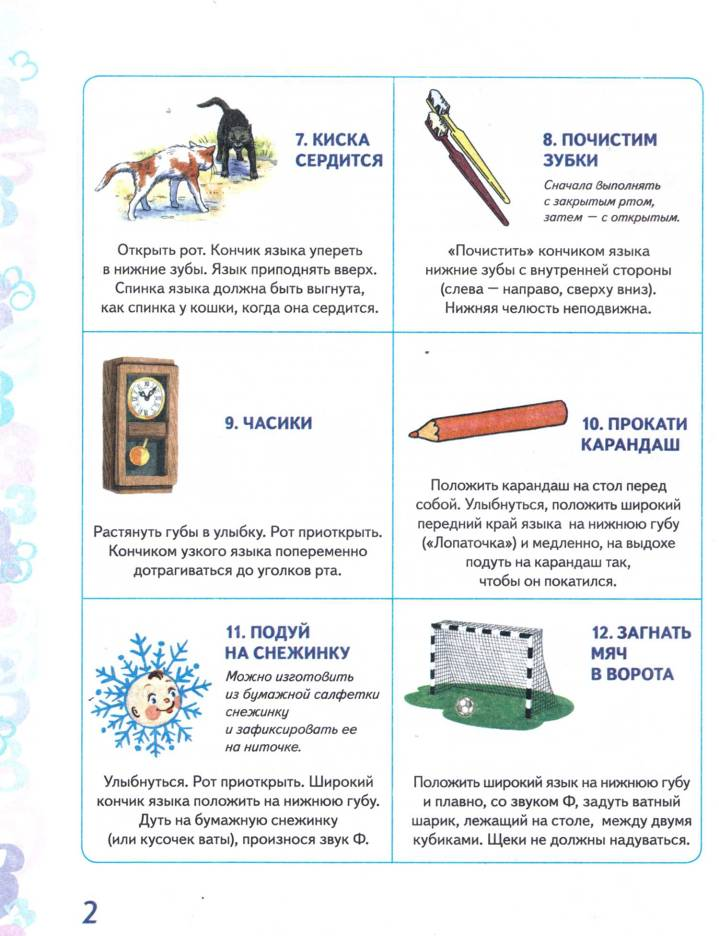 7. КИСКА
СЕРДИТСЯ
Открыть рот. Кончик языка упереть
в нижние зубы. Язык приподнять вверх.
Спинка языка должна быть выгнута,
как спинка у кошки, когда она сердится.
8. ПОЧИСТИМ
ЗУБКИ
Сначала выполнять
с закрытым ртом,
затем — с открытым.
«Почистить» кончиком языка
нижние зубы с внутренней стороны
(слева — направо, сверху вниз).
Нижняя челюсть неподвижна.
9. ЧАСИКИ
Растянуть губы в улыбку. Рот приоткрыть.
Кончиком узкого языка попеременно
дотрагиваться до уголков рта.
10. ПРОКАТИ
КАРАНДАШ
Положить карандаш на стол перед
собой. Улыбнуться, положить широкий
передний край языка на нижнюю губу
(«Лопаточка») и медленно, на выдохе
подуть на карандаш так,
чтобы он покатился.
11. ПОДУЙ
НА СНЕЖИНКУ
Можно изготовить
из бумажной салфетки
снежинку
и зафиксировать ее
на ниточке.
Улыбнуться. Рот приоткрыть. Широкий
кончик языка положить на нижнюю губу.
Дуть на бумажную снежинку
(или кусочек ваты), произнося звук Ф.
12. ЗАГНАТЬ
МЯЧ
В ВОРОТА
Положить широкий язык на нижнюю губу
и плавно, со звуком Ф, задуть ватный
шарик, лежащий на столе, между двумя
кубиками. Щеки не должны надуваться.
2